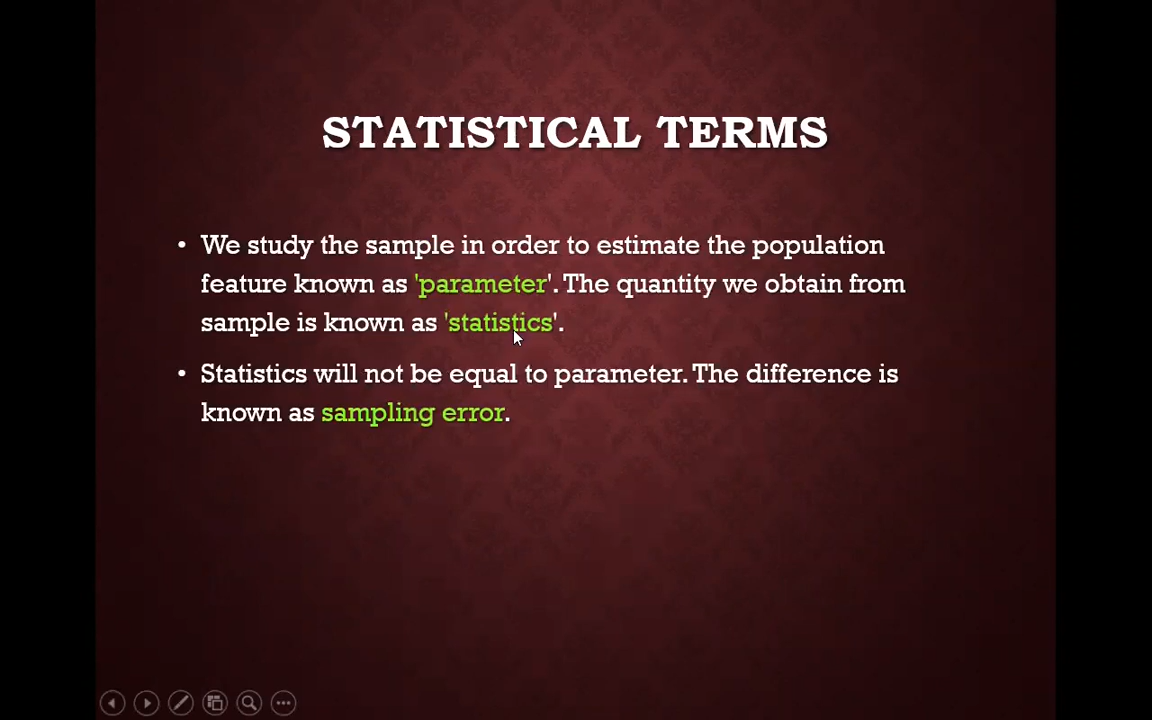 STATISTICAL TERMS
• We study the sample in order to estimate the population
feature known as 'parameter'. The quantity we obtain from
sample is known as 'statistics'.
• Statistics will not be equal to parameter. The difference is
known as sampling error.